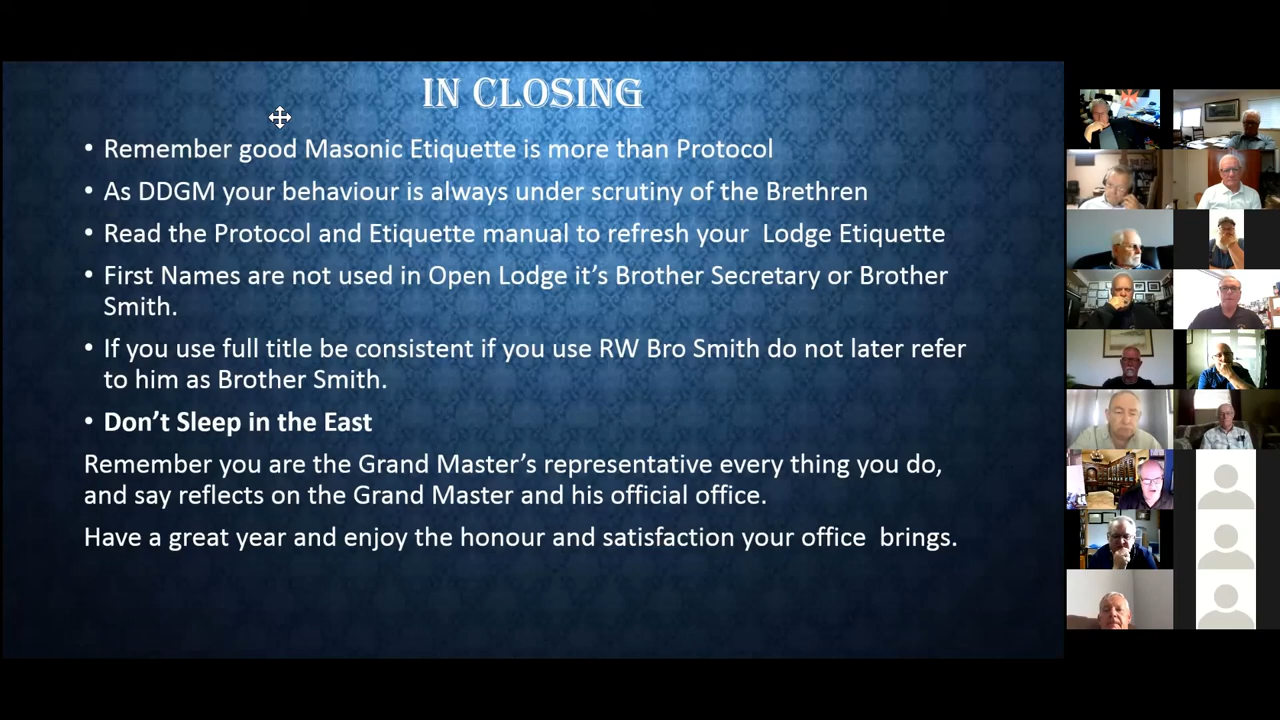 IN CLOSING
• Remember good Masonic Etiquette is more than Protocol
• As DDGM your behaviour is always under scrutiny of the Brethren
• Read the Protocol and Etiquette manual to refresh your  Lodge Etiquette
• First Names are not used in Open Lodge it’s Brother Secretary or Brother
Smith.
• If you use full title be consistent if you use RW Bro Smith do not later refer
to him as Brother Smith.
• Don’t Sleep in the East
Remember you are the Grand Master’s representative every thing you do,
and say reflects on the Grand Master and his official office.
Have a great year and enjoy the honour and satisfaction your office  brings.